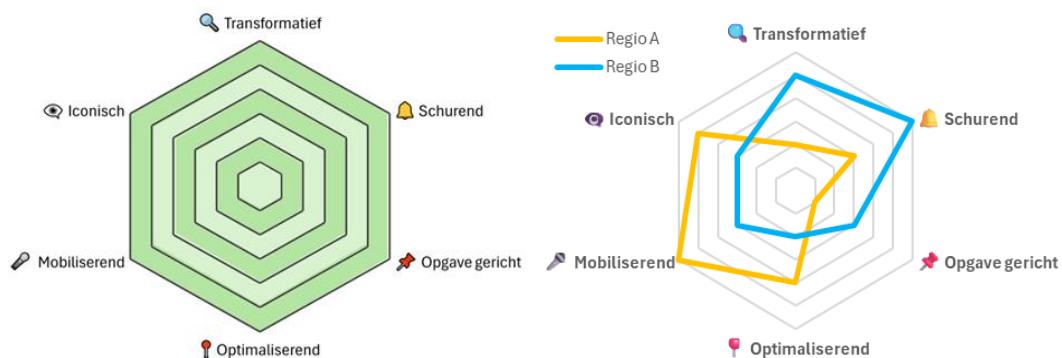 Transformatief
Iconisch
Schurend
Mobiliserend
Opgave gericht
Optimaliserend
Regio A
Regio B
Transformatief
Iconisch
Schurend
Mobiliserend
Opgave gericht
Optimaliserend